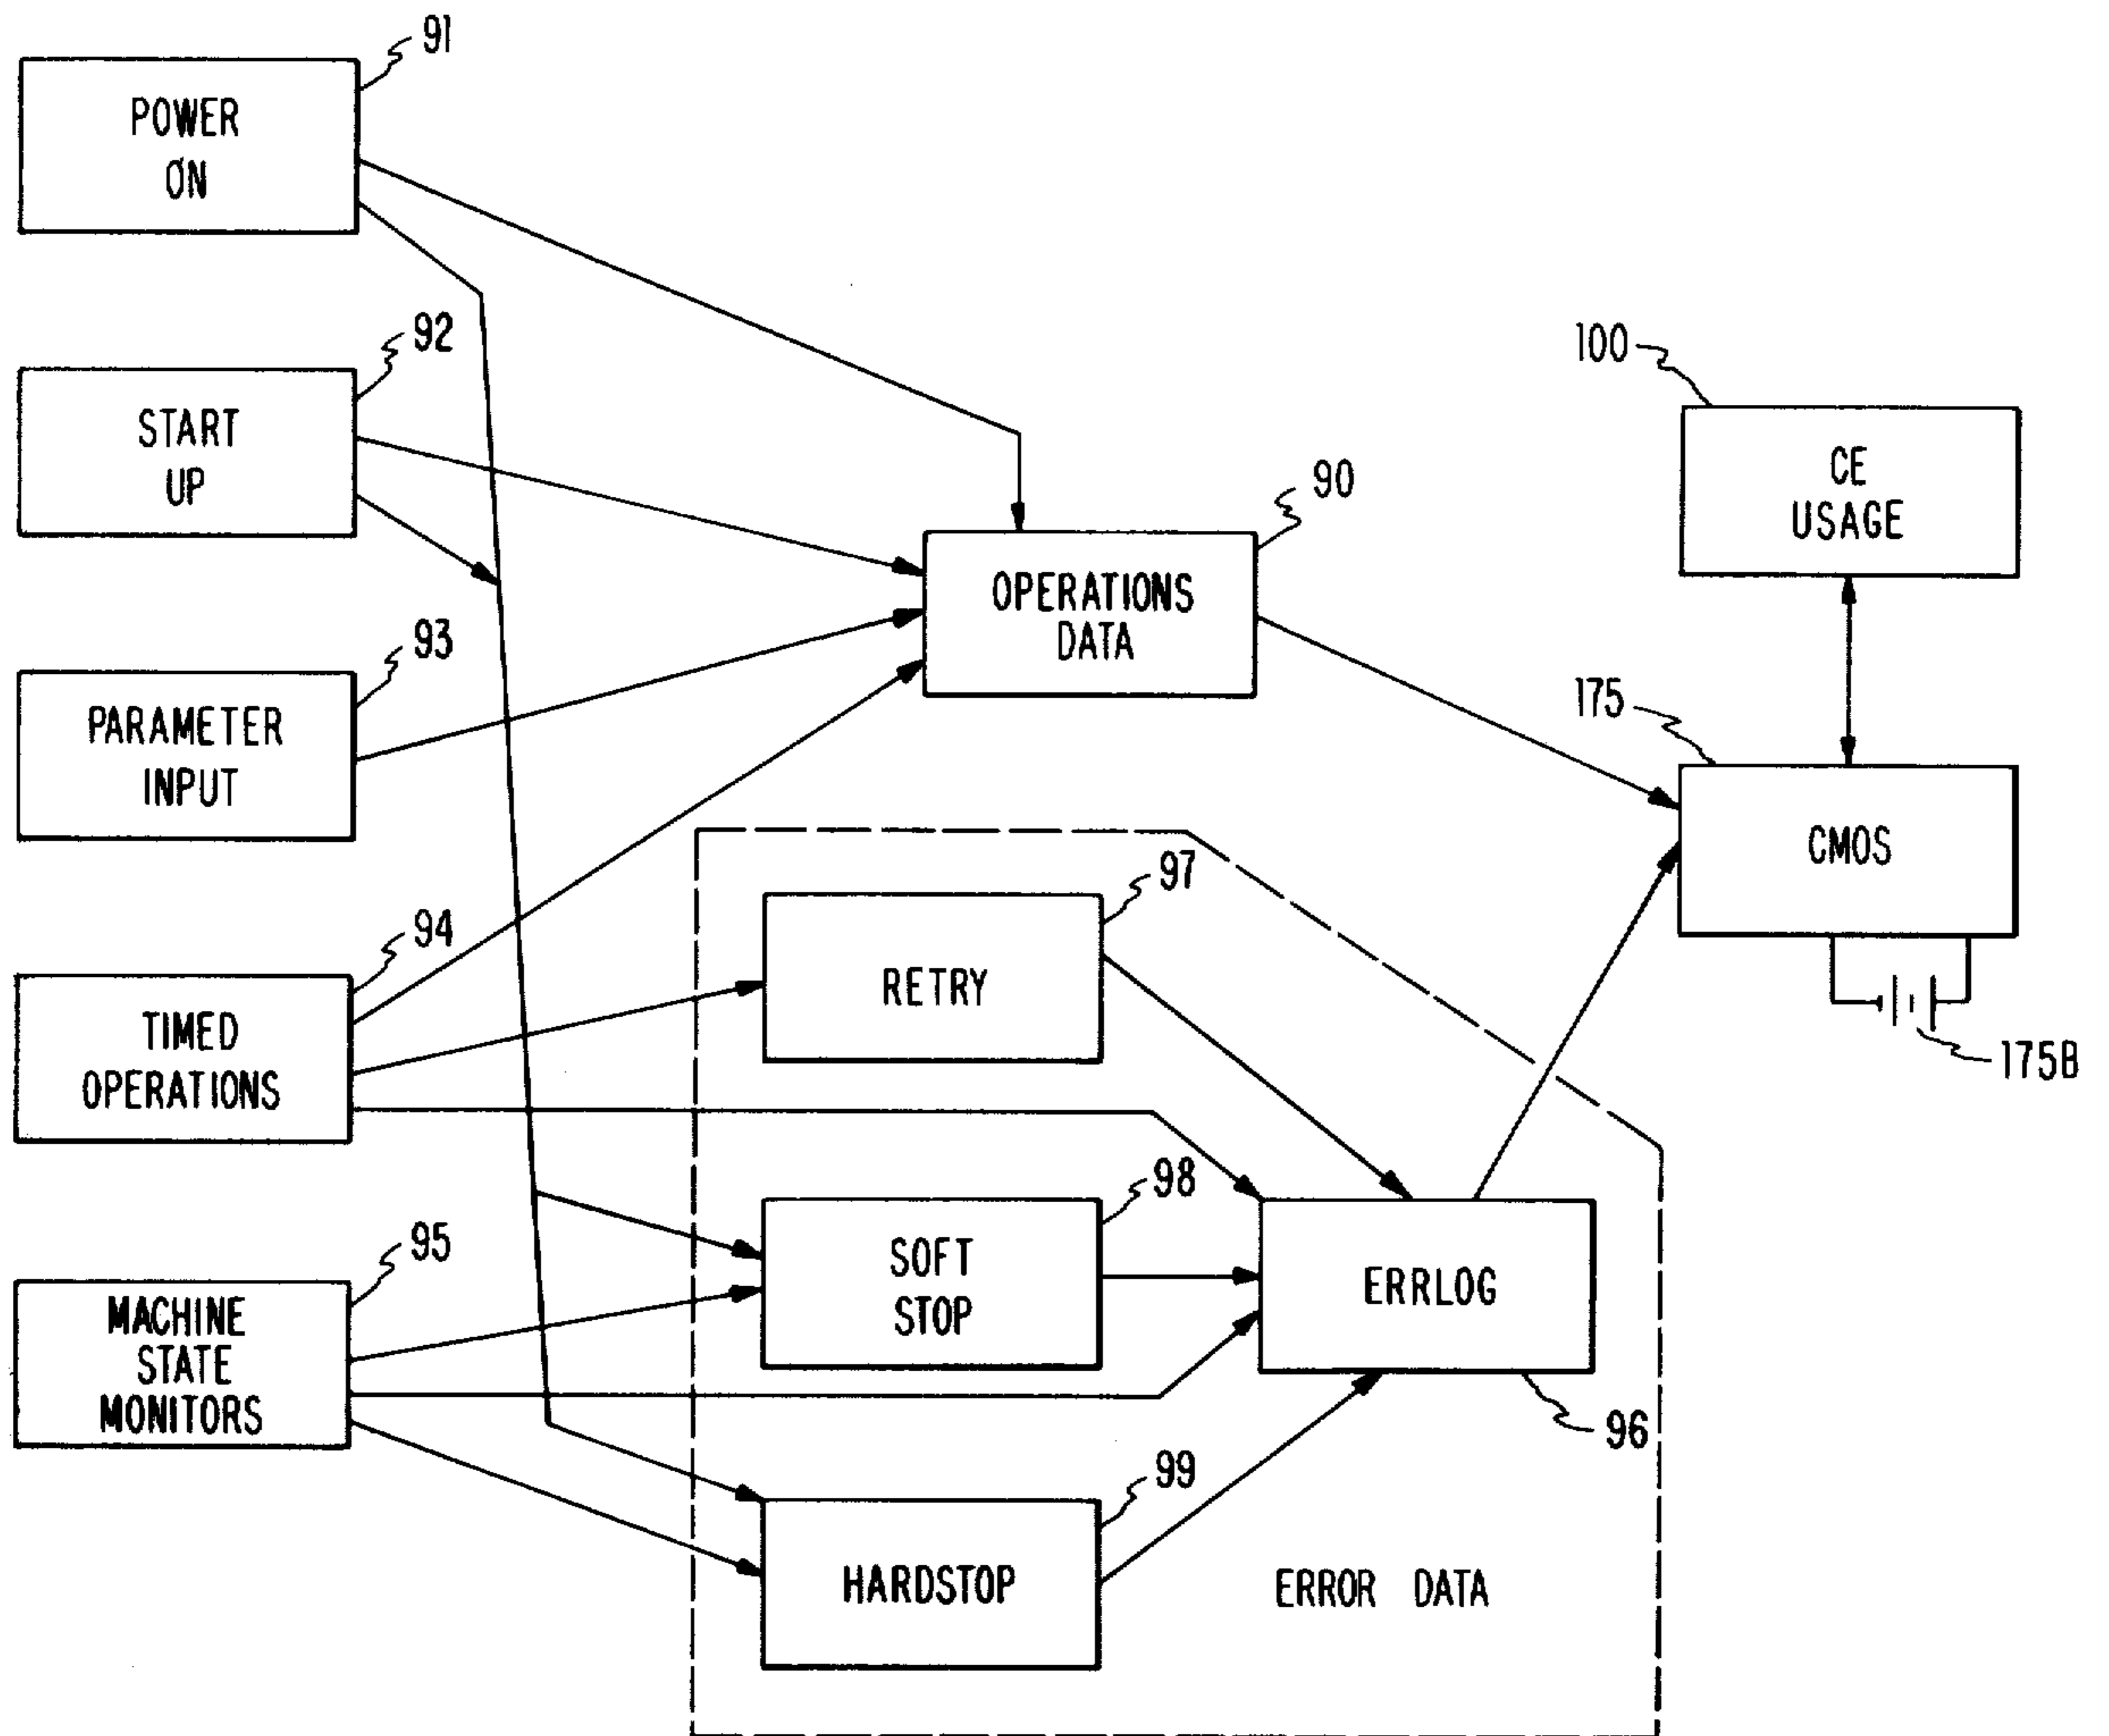 91
POWER
ON
92
START
UP
93
PARAMETER
INPUT
94
TIMED
OPERATIONS
95
MACHINE
STATE
MONITORS
90
OPERATIONS
DATA
100
CE
USAGE
175
CMOS
175B
97
RETRY
98
SOFT
STOP
ERRLOG
96
99
HARDSTOP
ERROR DATA